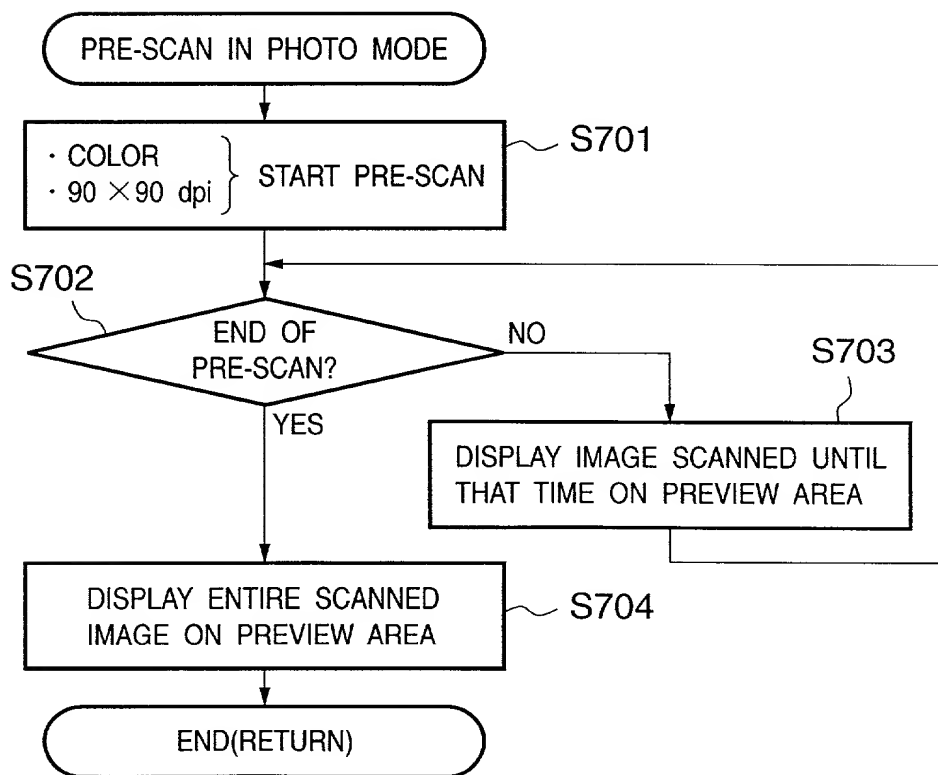 PRE-SCAN IN PHOTO MODE
S701
· COLOR
· 90 ×90 dpi
START PRE-SCAN
S702
END OF
PRE-SCAN?
NO
YES
S703
DISPLAY IMAGE SCANNED UNTIL
THAT TIME ON PREVIEW AREA
DISPLAY ENTIRE SCANNED
IMAGE ON PREVIEW AREA
S704
END(RETURN)